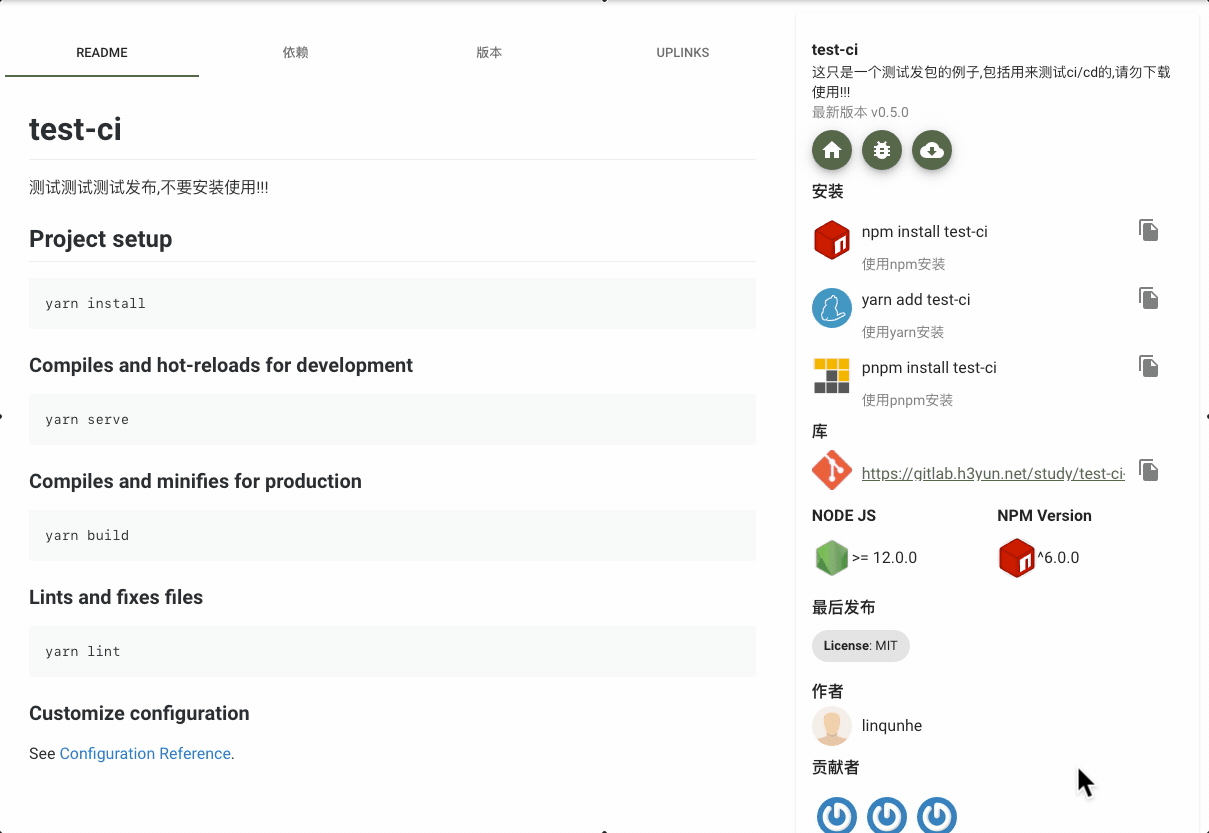 README
依赖
版本
UPLINKS
test-ci
测试测试测试发布,不要安装使用!!!
Project setup
yarn install
Compiles and hot-reloads for development
yarn serve
Compiles and minifies for production
yarn build
Lints and fixes files
yarn lint
Customize configuration
See Configuration Reference.
test-ci
这只是一个测试发包的例子,包括用来测试ci/cd的,请勿下载
使用!!!
最新版本 v0.5.0
安装
npm install test-ci
使用npm安装
yarn add test-ci
使用yarn安装
pnpm install test-ci
使用pnpm安装
库
https://gitlab.h3yun.net/study/test-ci-
NODE JS
NPM Version
>= 12.0.0
^6.0.0
最后发布
License: MIT
作者
linqunhe
贡献者